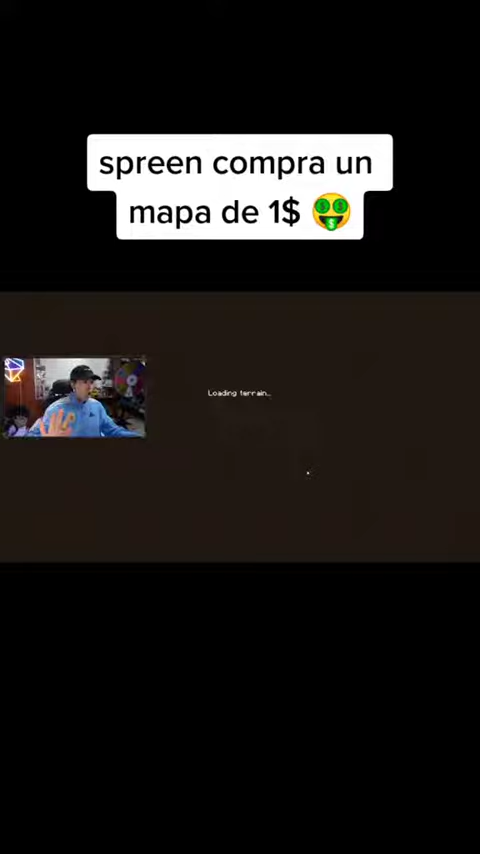 spreen compra un
mapa de 1$ 🤑
Loading terrain...